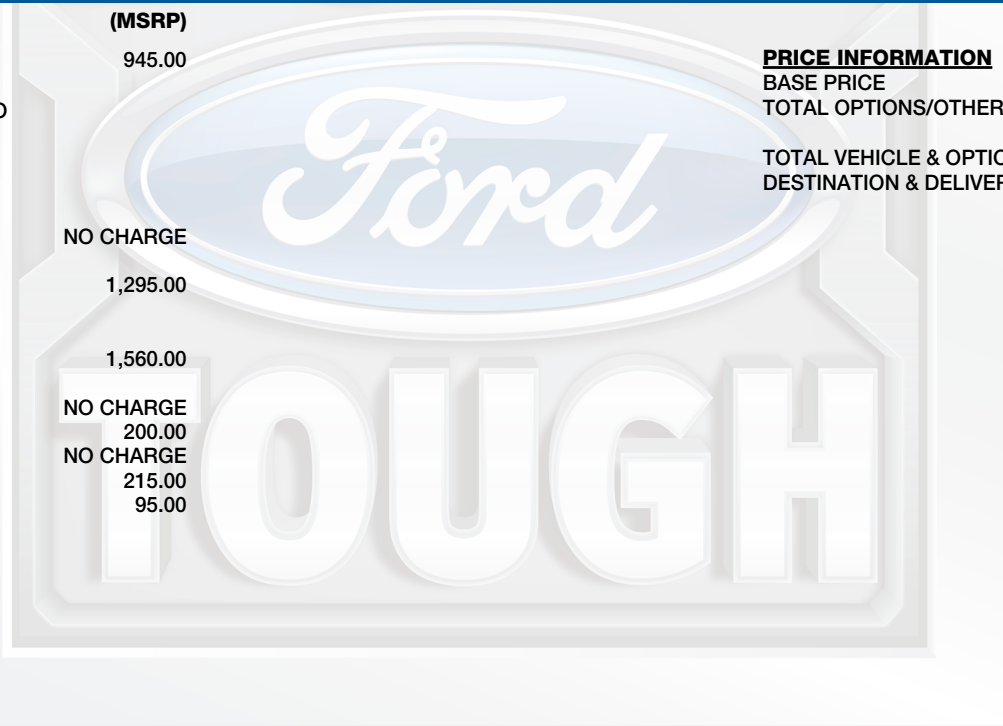 (MSRP)
945.00
NO CHARGE
1,295.00
1,560.00
NO CHARGE
200.00
NO CHARGE
215.00
95.00
PRICE INFORMATION
BASE PRICE
TOTAL OPTIONS/OTHER
TOTAL VEHICLE & OPTIO
DESTINATION & DELIVER
Ford
TOUGH